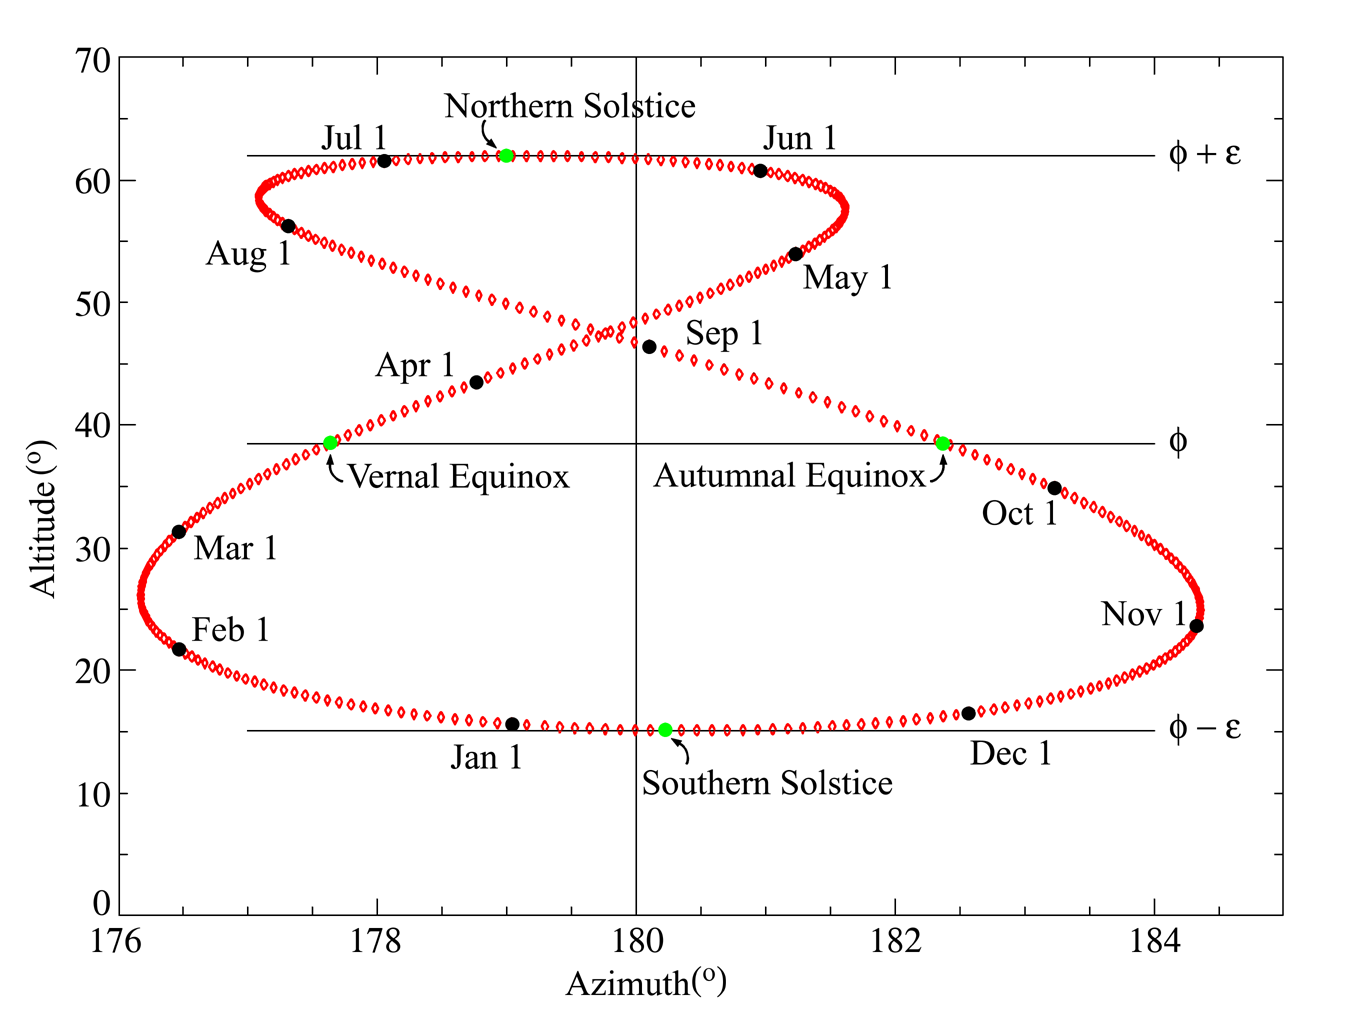 70
Northern Solstice
Jul 1
Jun 1
ϕ + ε
60
Aug 1
May 1
50
Sep 1
Apr 1
40
ϕ
Vernal Equinox
Autumnal Equinox
Oct 1
Altitude (º)
Mar 1
30
Nov 1
Feb 1
20
ϕ − ε
Jan 1
Dec 1
Southern Solstice
10
0
176
178
180
182
184
Azimuth(º)